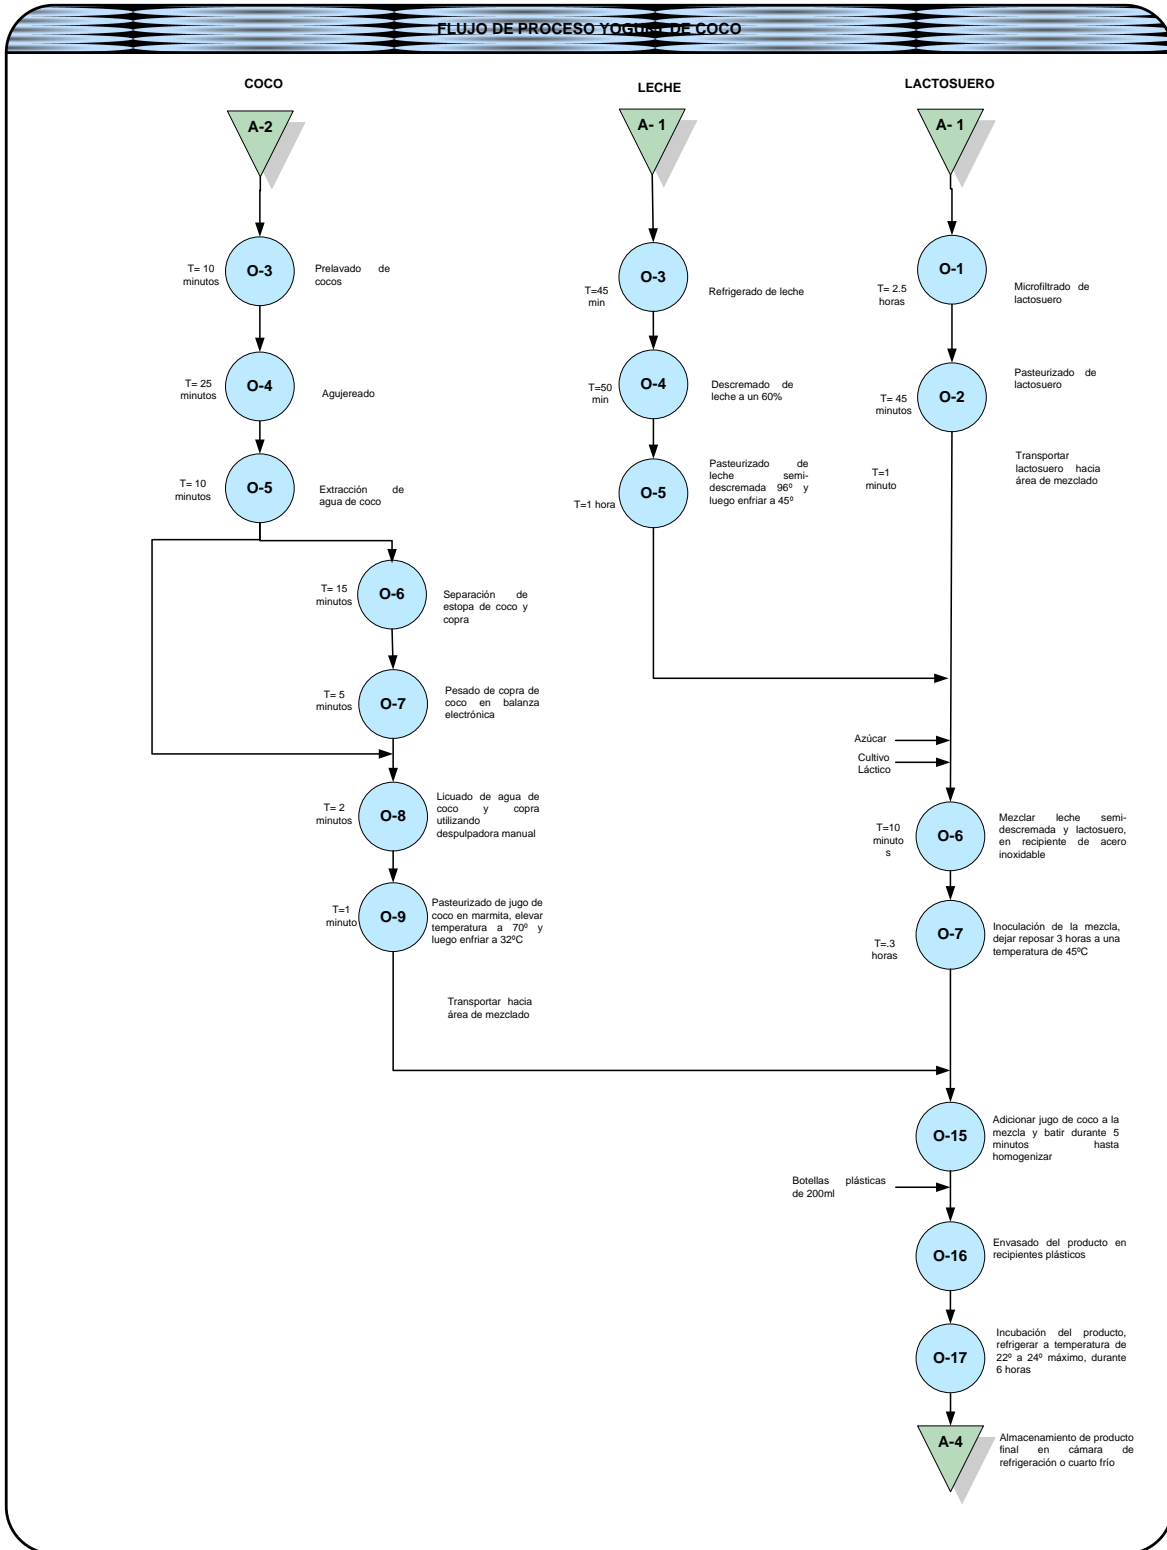 FLUJO DE PROCESO YOGURT DE COCO
COCO
A-2
T= 10
minutos
O-3
Prelavado de
cocos
T= 25
minutos
O-4
Agujereado
T= 10
minutos
O-5
Extracción de
agua de coco
T= 15
minutos
O-6
Separación de
estopa de coco y
copra
T= 5
minutos
O-7
Pesado de copra de
coco en balanza
electrónica
T= 2
minutos
O-8
Licuado de agua de
coco y copra
utilizando
despulpadora manual
T=1
minuto
O-9
Pasteurizado de jugo de
coco en marmita, elevar
temperatura a 70º y
luego enfriar a 32ºC
Transportar hacia
área de mezclado
LECHE
A- 1
T=45
min
O-3
Refrigerado de leche
T=50
min
O-4
Descremado de
leche a un 60%
T=1 hora
O-5
Pasteurizado de
leche semi-
descremada 96º y
luego enfriar a 45º
LACTOSUERO
A- 1
T= 2.5
horas
O-1
Microfiltrado de
lactosuero
T= 45
minutos
O-2
Pasteurizado de
lactosuero
T=1
minuto
Transportar
lactosuero hacia
área de mezclado
Azúcar
Cultivo
Láctico
T=10
minuto
s
O-6
Mezclar leche semi-
descremada y lactosuero,
en recipiente de acero
inoxidable
T=.3
horas
O-7
Inoculación de la mezcla,
dejar reposar 3 horas a una
temperatura de 45ºC
O-15
Adicionar jugo de coco a la
mezcla y batir durante 5
minutos hasta
homogenizar
Botellas plásticas
de 200ml
O-16
Envasado del producto en
recipientes plásticos
O-17
Incubación del producto,
refrigerar a temperatura de
22º a 24º máximo, durante
6 horas
A-4
Almacenamiento de producto
final en cámara de
refrigeración o cuarto frío